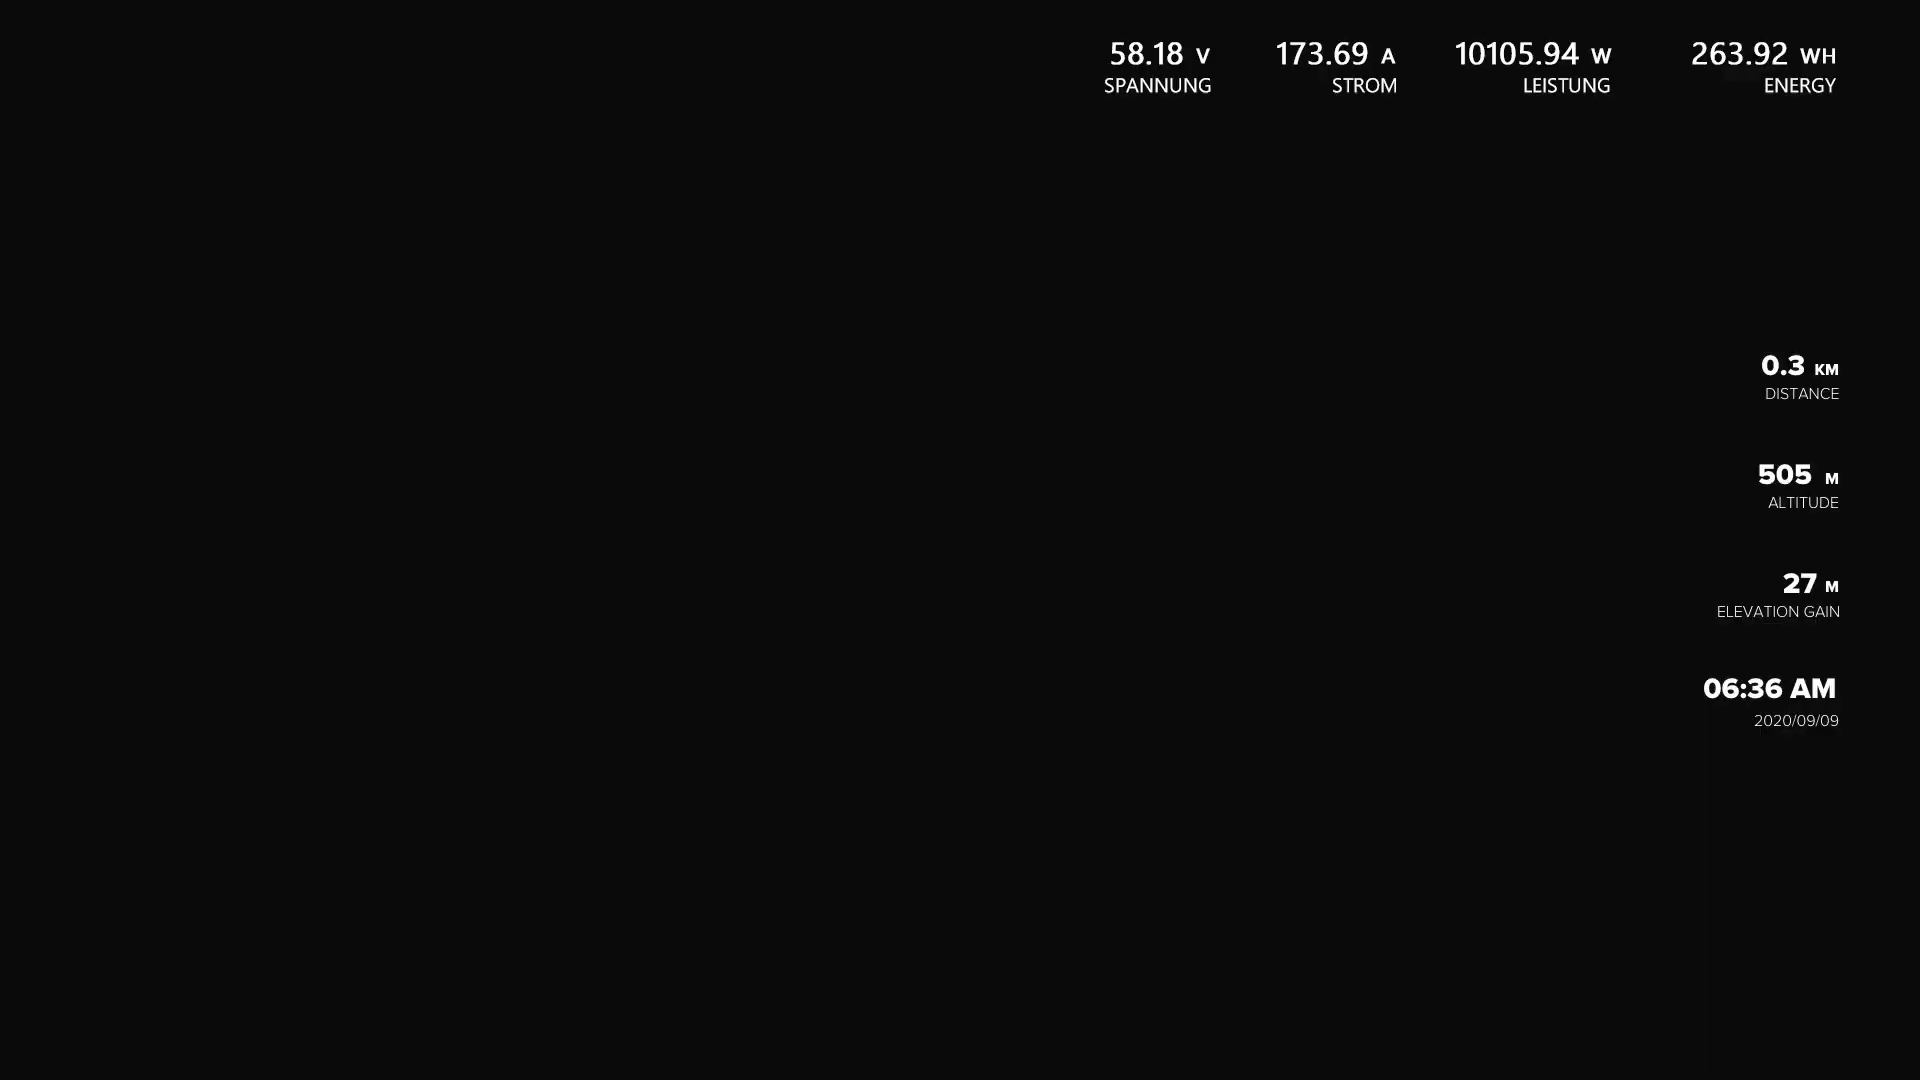 58.18 V 173.69 A 10105.94 W 263.92 WH
SPANNUNG STROM LEISTUNG ENERGY
0.3 KM
DISTANCE
505 M
ALTITUDE
27 M
ELEVATION GAIN
06:36 AM
2020/09/09